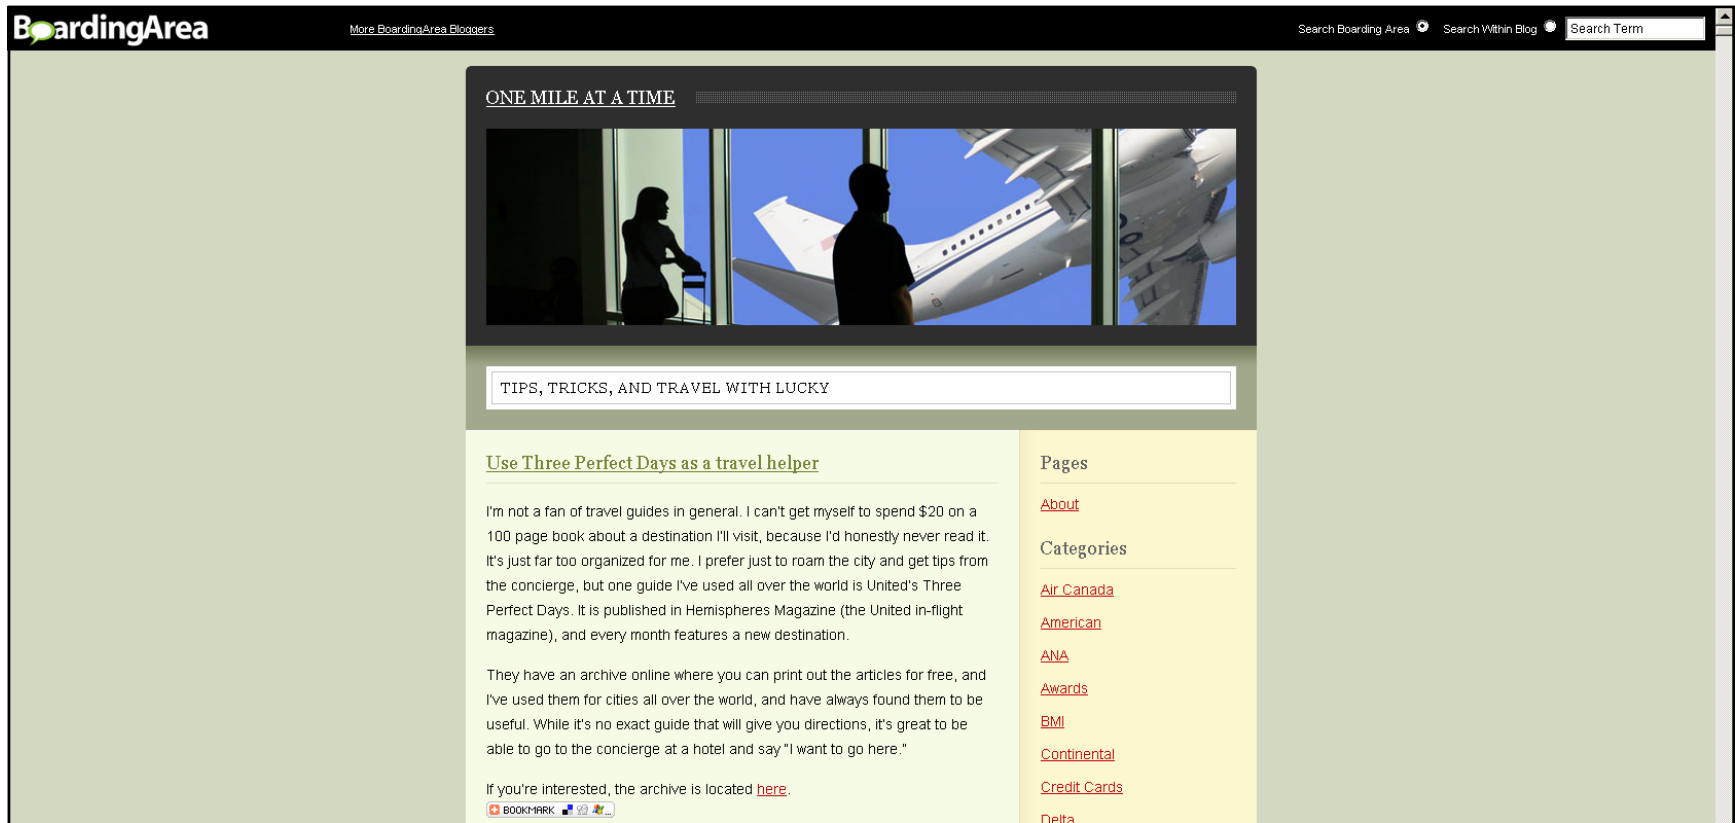 BoardingArea
More BoardingArea Bloggers
Search Boarding Area
Search Within Blog
Search Term
ONE MILE AT A TIME
TIPS, TRICKS, AND TRAVEL WITH LUCKY
Use Three Perfect Days as a travel helper
I'm not a fan of travel guides in general. I can't get myself to spend $20 on a
100 page book about a destination I'll visit, because I'd honestly never read it.
It's just far too organized for me. I prefer just to roam the city and get tips from
the concierge, but one guide I've used all over the world is United's Three
Perfect Days. It is published in Hemispheres Magazine (the United in-flight
magazine), and every month features a new destination.
They have an archive online where you can print out the articles for free, and
I've used them for cities all over the world, and have always found them to be
useful. While it's no exact guide that will give you directions, it's great to be
able to go to the concierge at a hotel and say "I want to go here."
If you're interested, the archive is located here.
BOOKMARK
Pages
About
Categories
Air Canada
American
ANA
Awards
BMI
Continental
Credit Cards
Delta